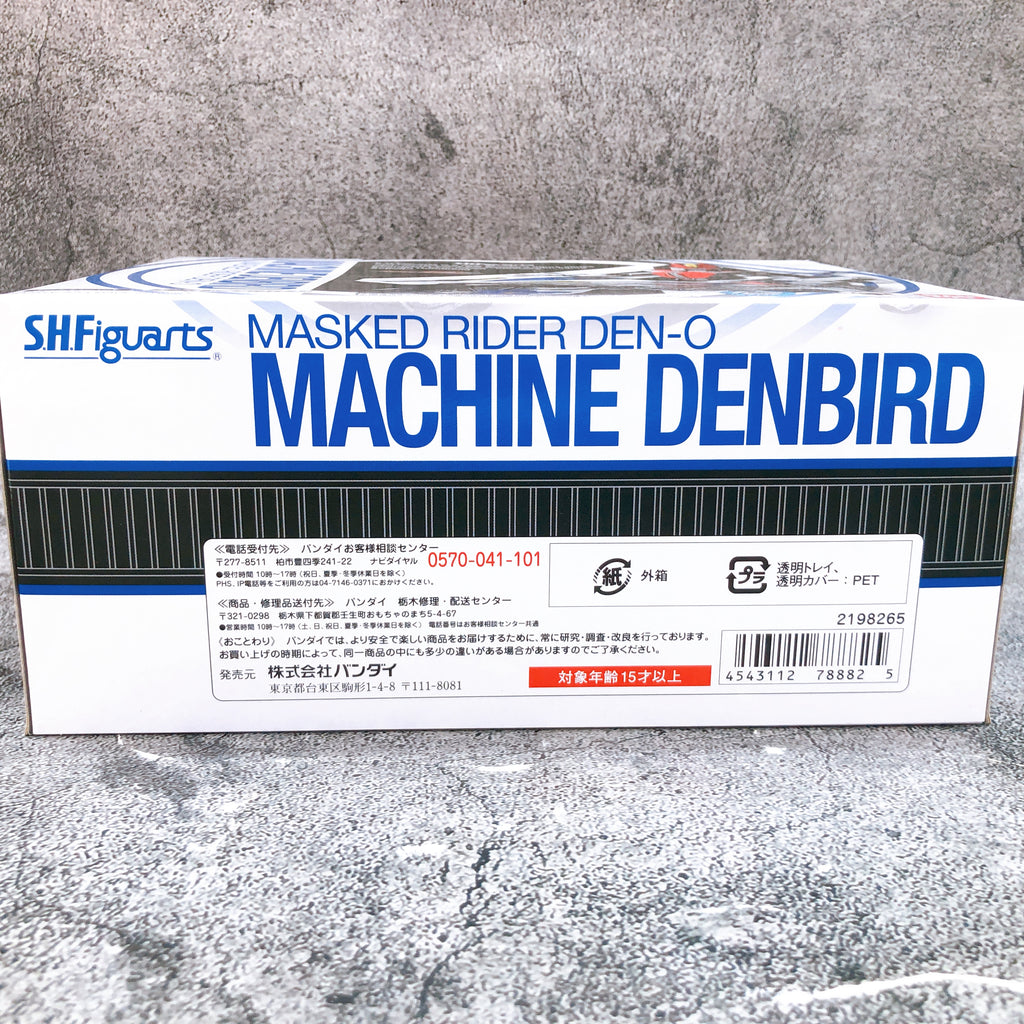 S.H.Figuarts ®
MASKED RIDER DEN-O
MACHINE DENBIRD
≪電話受付先≫ バンダイお客様相談センター
〒277-8511 柏市豊四季241-22 ナビダイヤル 0570-041-101
●受付時間 10時〜17時(祝日、夏季・冬季休業日を除く)
PHS、IP電話等をご利用の方は04-7146-0371におかけください。
≪商品・修理品送付先≫ バンダイ 栃木修理・配送センター
〒321-0298 栃木県下都賀郡壬生町おもちゃのまち5-4-67
●営業時間 10時〜17時(土、日、祝日、夏季・冬季休業日を除く) 電話番号はお客様相談センター共通
〈おことわり〉 バンダイでは、より安全で楽しい商品をお届けするために、常に研究・調査・改良を行っております。
お買い上げの時期によって、同一商品の中にも多少の違いがある場合がありますのでご了承ください。
発売元 株式会社バンダイ
東京都台東区駒形1-4-8 〒111-8081
対象年齢15才以上
紙 外箱
プラ 透明トレイ、
透明カバー:PET
2198265
4543112 78882 5